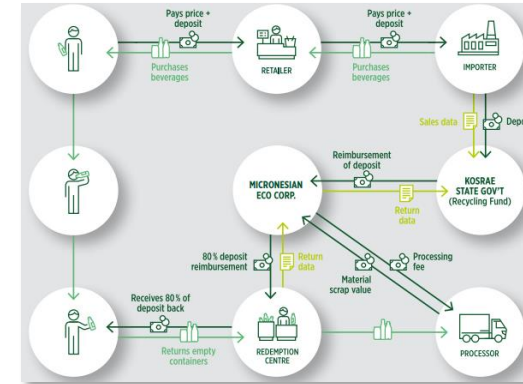 Pays price +
deposit
Pays price +
deposit
Purchases
beverages
RETAILER
Purchases
beverages
IMPORTER
Sales data
Depo
Reimbursement
of deposit
MICRONESIAN
ECO CORP.
KOSRAE
STATE GOV'T
(Recycling Fund)
Return
data
80% deposit
reimbursement
Return
data
Processing
fee
Material
scrap value
Receives 80% of
deposit back
Returns empty
containers
REDEMPTION
CENTRE
PROCESSOR